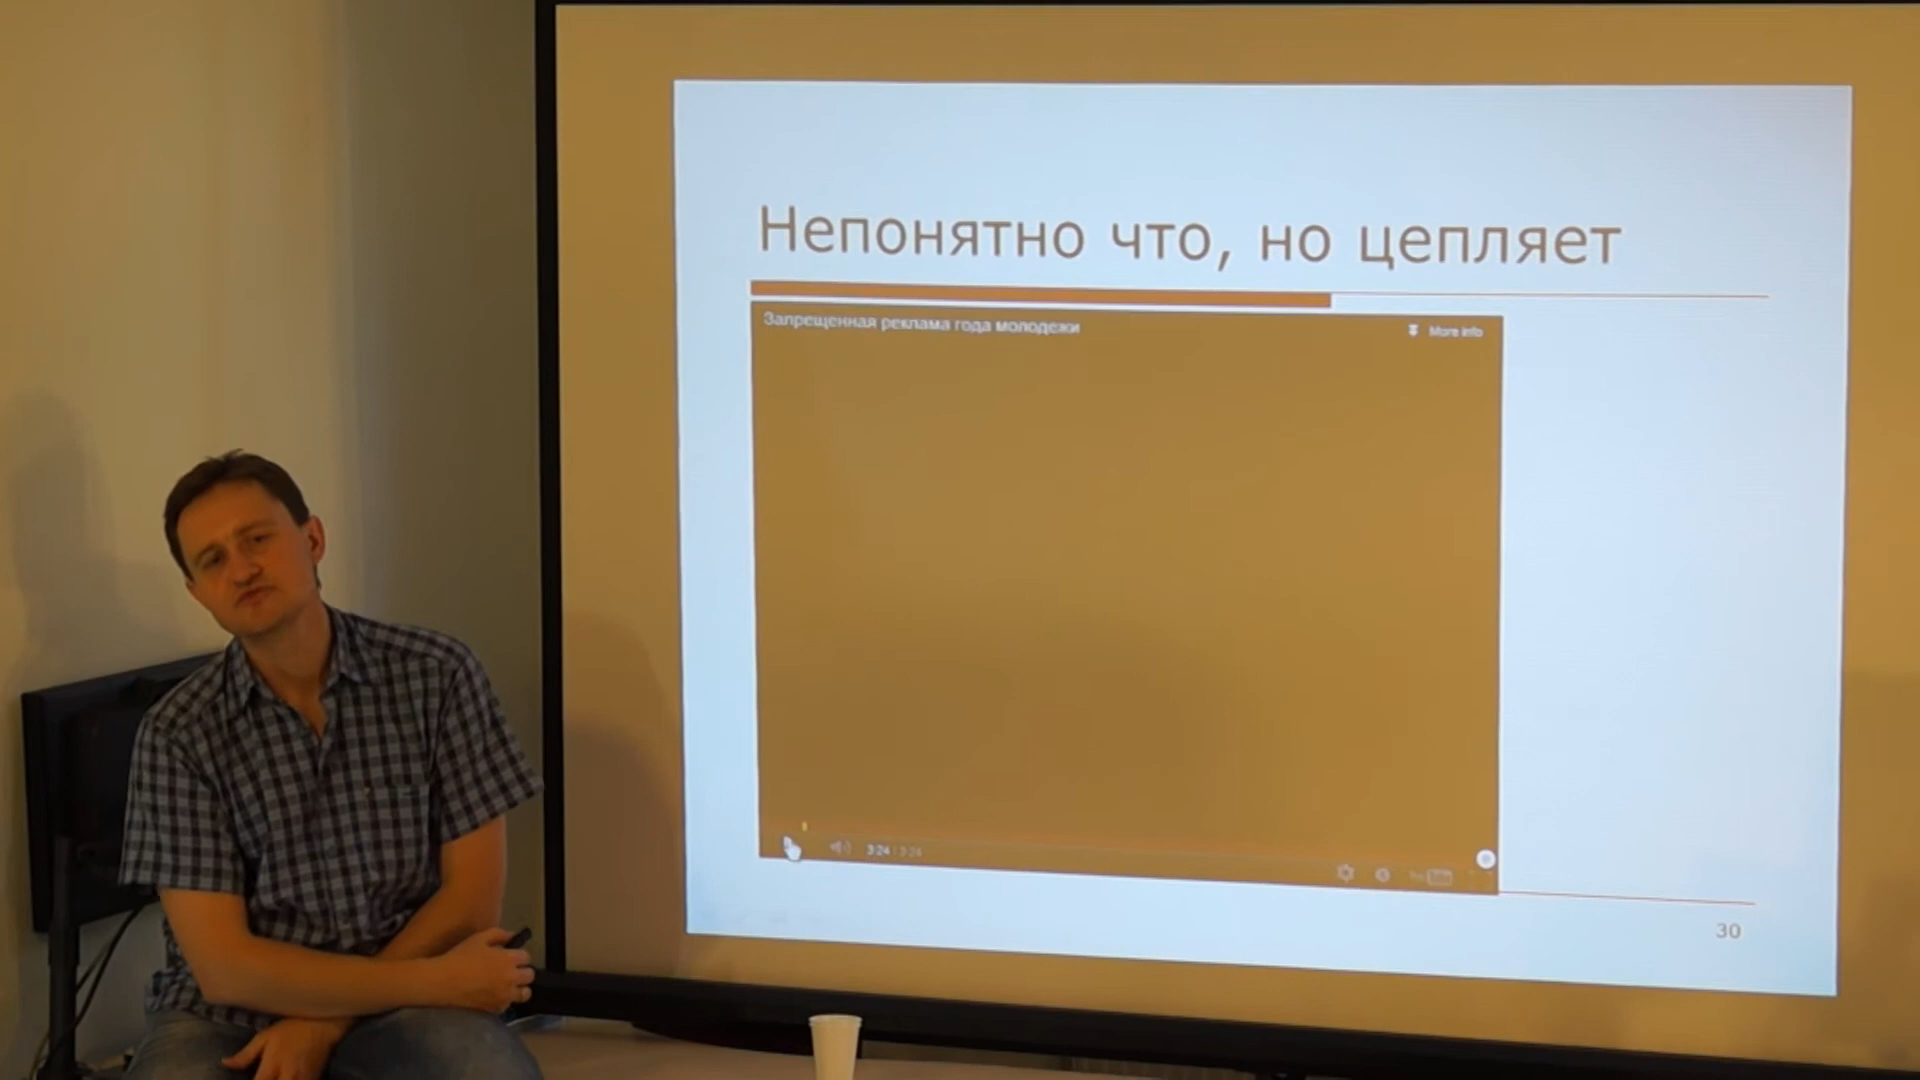 Непонятно что, но цепляет
Запрещенная реклама года молодежи
More info
3:24 / 3:24
30